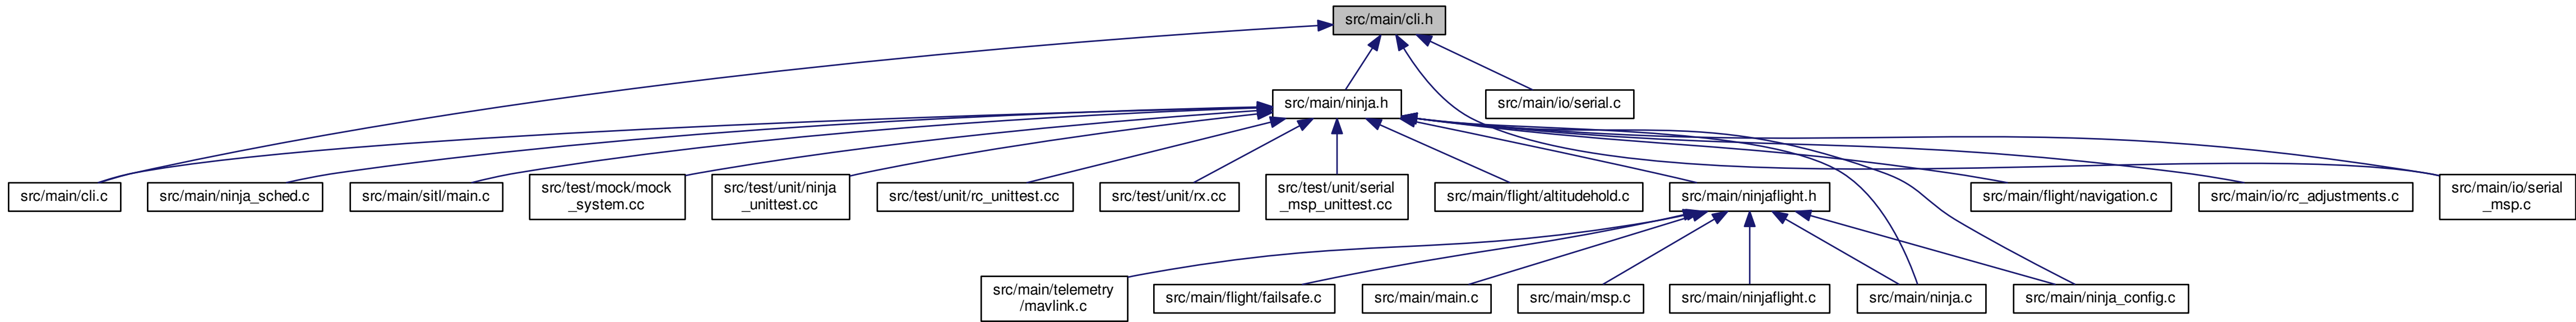 src/main/cli.h
src/main/ninja.h
src/main/io/serial.c
src/main/cli.c
src/main/ninja_sched.c
src/main/sitl/main.c
src/test/mock/mock
_system.cc
src/test/unit/ninja
_unittest.cc
src/test/unit/rc_unittest.cc
src/test/unit/rx.cc
src/test/unit/serial
_msp_unittest.cc
src/main/flight/altitudehold.c
src/main/ninjaflight.h
src/main/flight/navigation.c
src/main/io/rc_adjustments.c
src/main/io/serial
_msp.c
src/main/telemetry
/mavlink.c
src/main/flight/failsafe.c
src/main/main.c
src/main/msp.c
src/main/ninjaflight.c
src/main/ninja.c
src/main/ninja_config.c